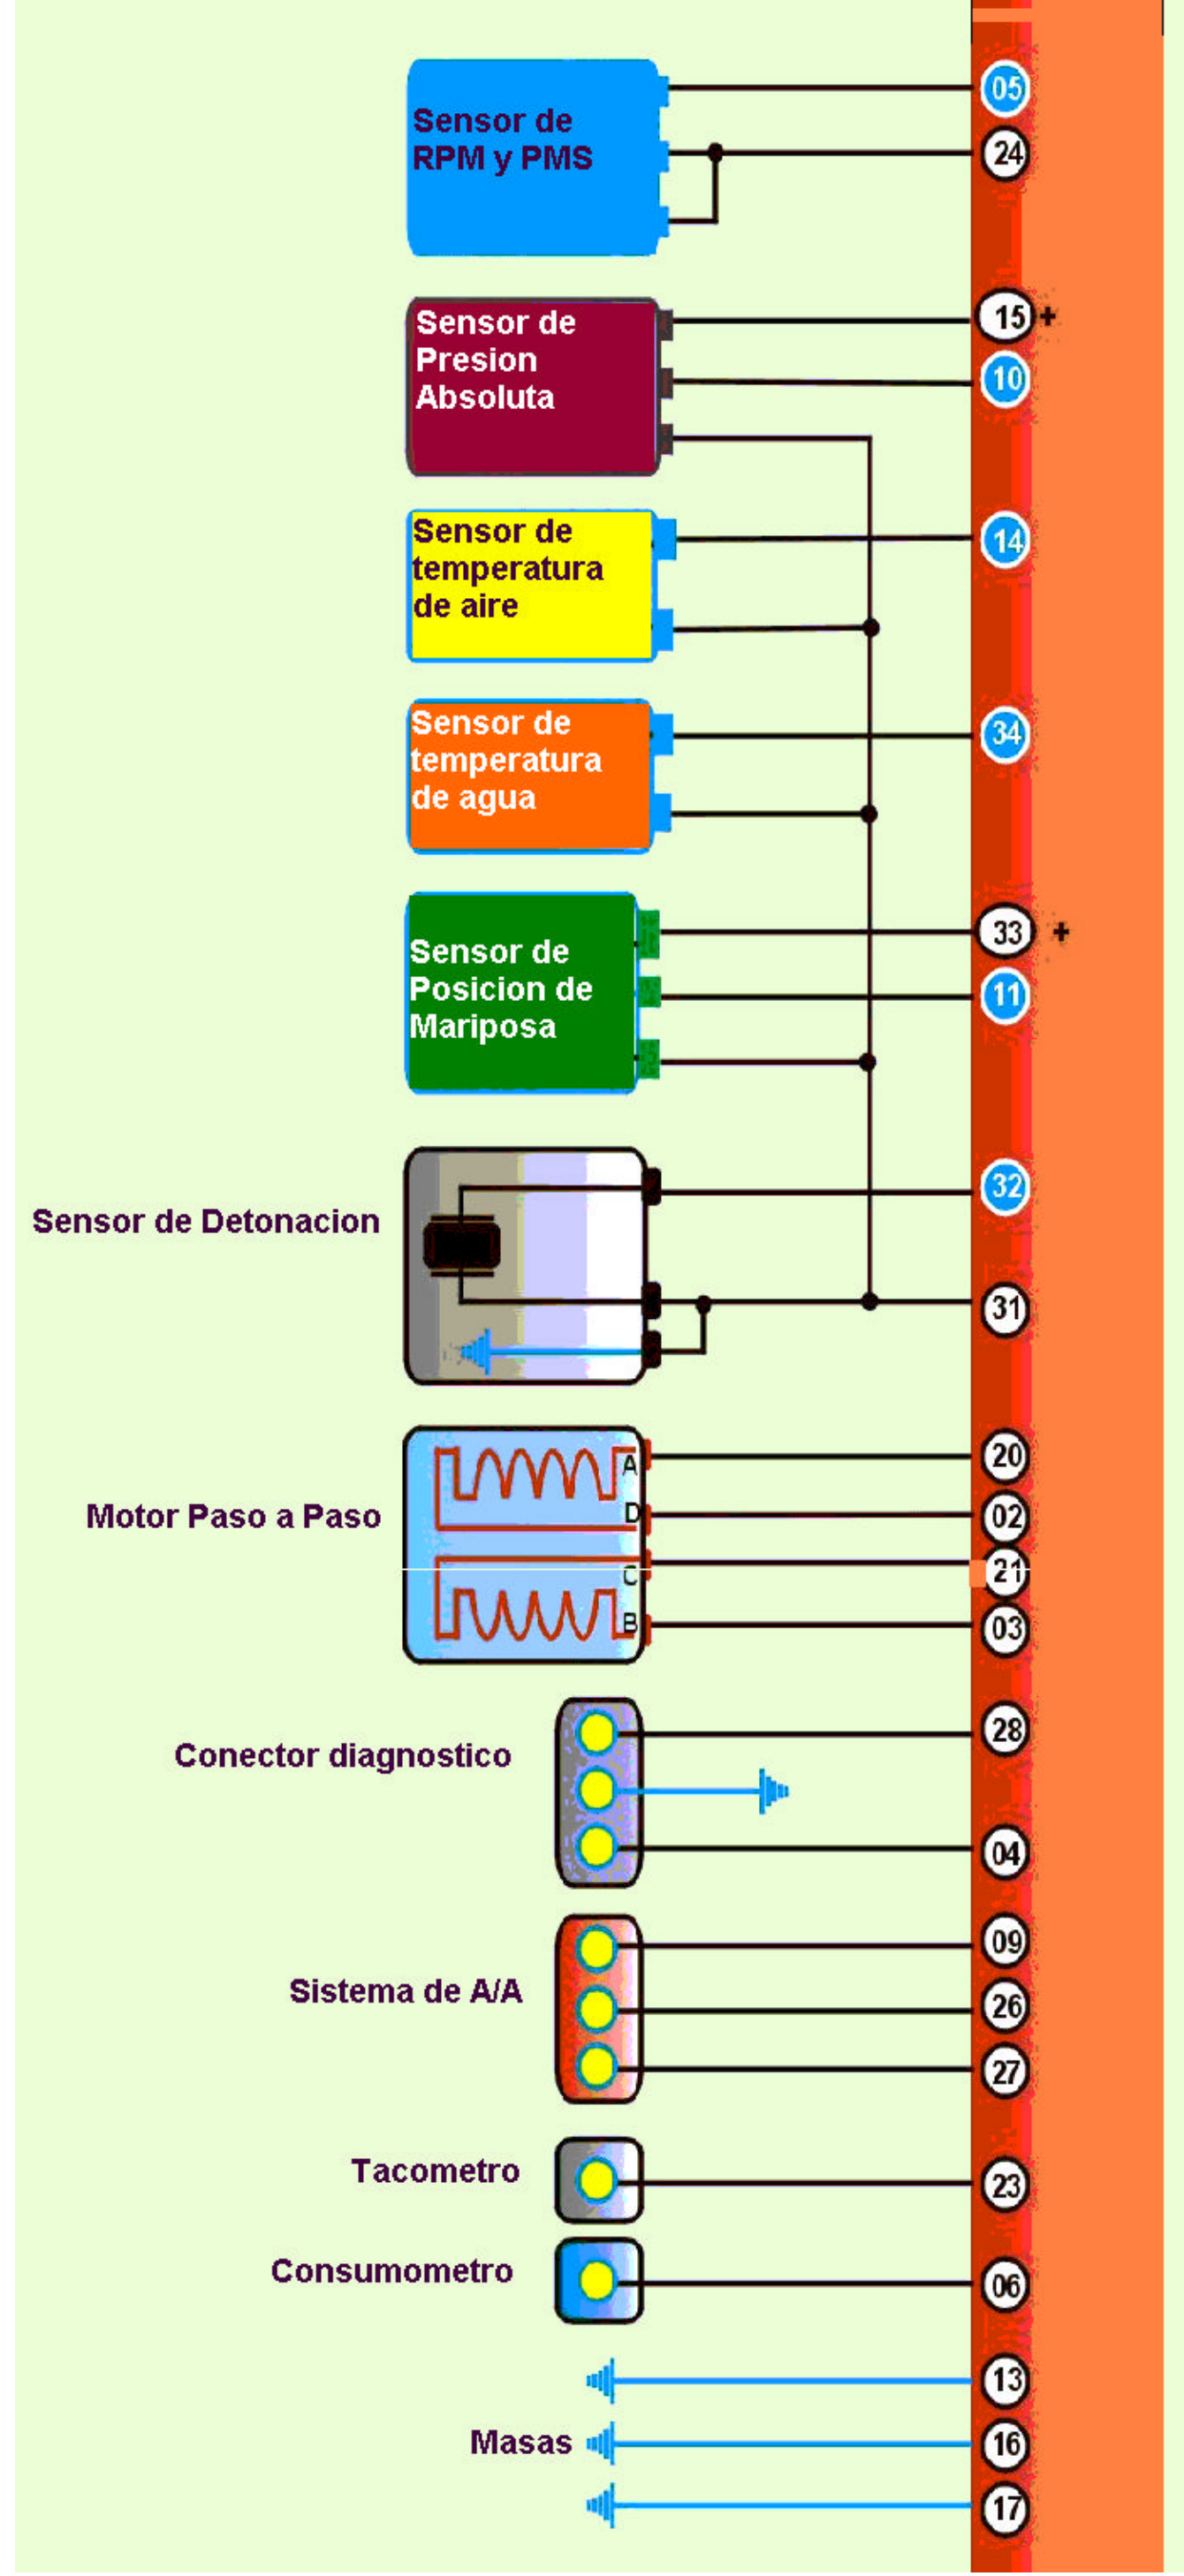 Sensor de
RPM y PMS
05
24
Sensor de
Presion
Absoluta
15 +
10
Sensor de
temperatura
de aire
14
Sensor de
temperatura
de agua
34
Sensor de
Posicion de
Mariposa
33 +
11
Sensor de Detonacion
32
31
Motor Paso a Paso
A
D
C
B
20
02
21
03
Conector diagnostico
28
04
Sistema de A/A
09
26
27
Tacometro
23
Consumometro
06
Masas
13
16
17